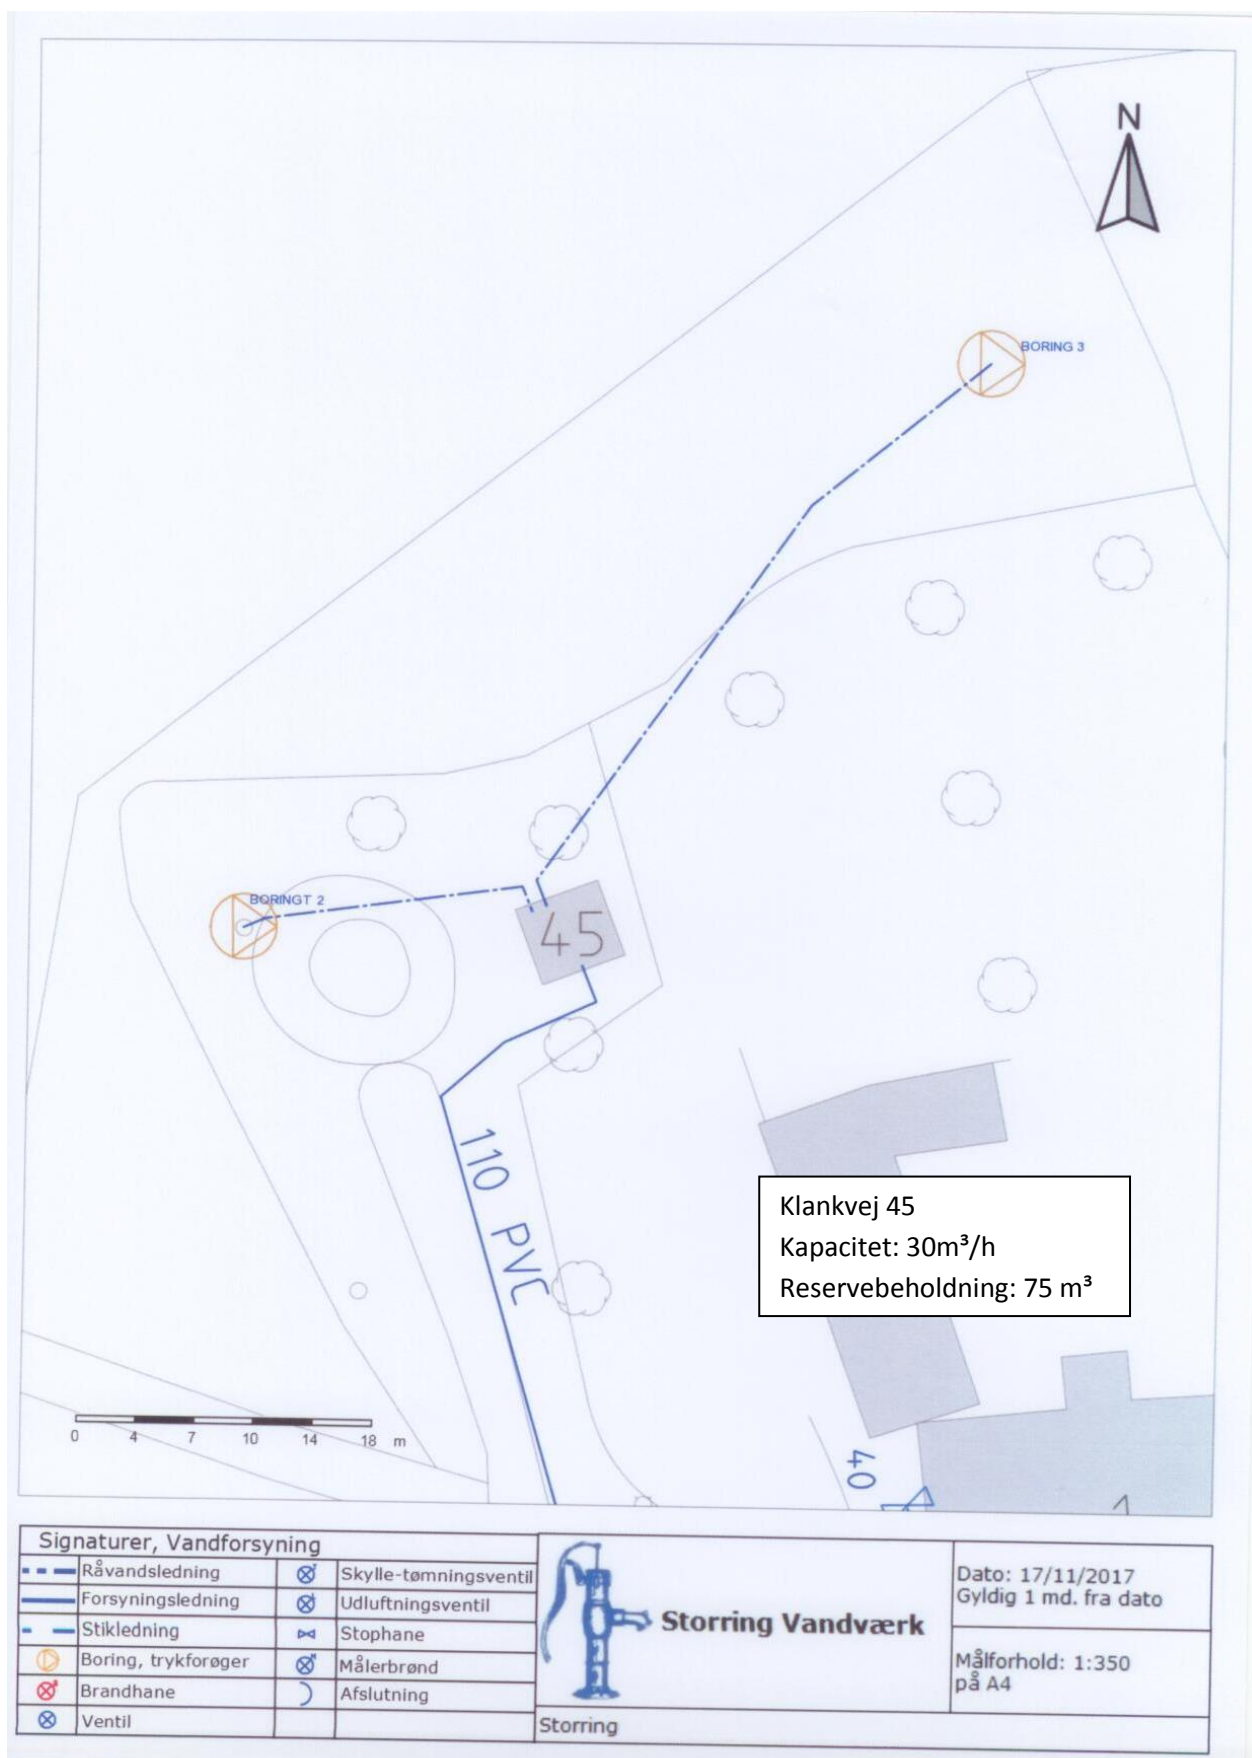 N
BORING 3
BORINGT 2
45
110 PVC
Klankvej 45
Kapacitet: 30m³/h
Reservebeholdning: 75 m³
0 4 7 10 14 18 m
40
Signaturer, Vandforsyning
Råvandsledning
Skylle-tømningsventil
Forsyningsledning
Udluftningsventil
Stikledning
Stophane
Boring, trykforøger
Målerbrønd
Brandhane
Afslutning
Ventil
Storring Vandværk
Storring
Dato: 17/11/2017
Gyldig 1 md. fra dato
Målforhold: 1:350
på A4